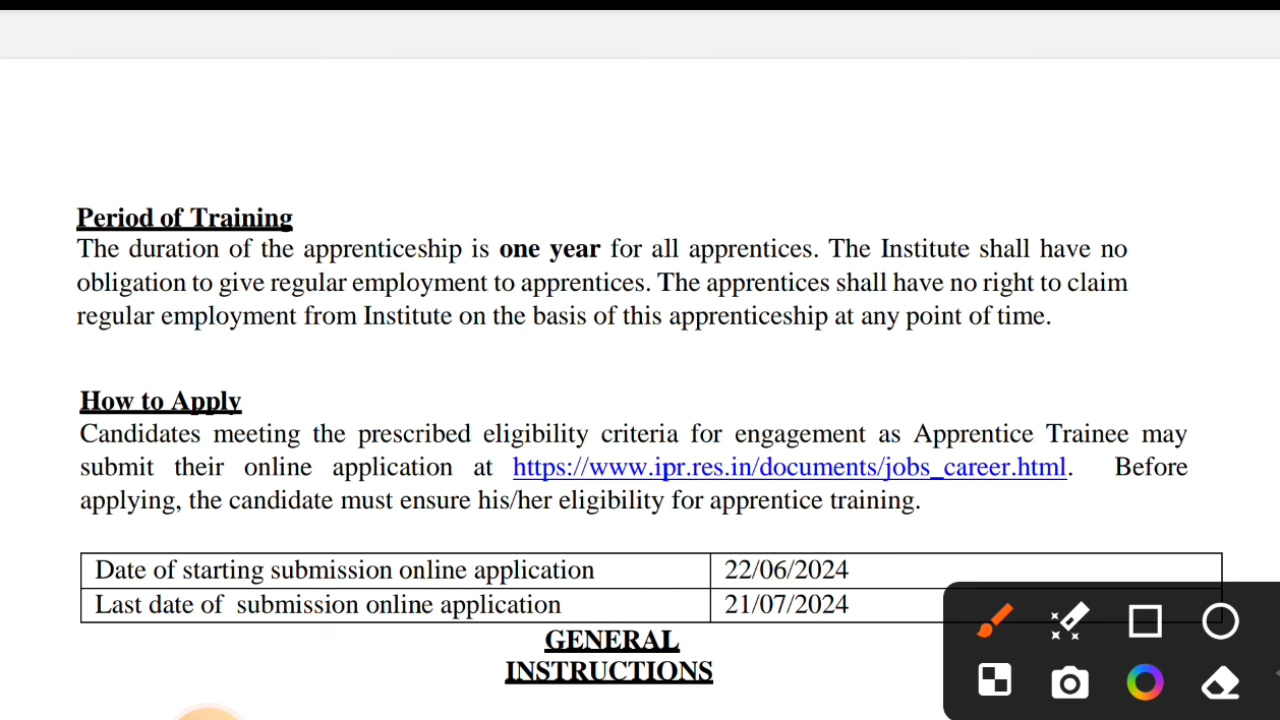 Period of Training
The duration of the apprenticeship is one year for all apprentices. The Institute shall have no
obligation to give regular employment to apprentices. The apprentices shall have no right to claim
regular employment from Institute on the basis of this apprenticeship at any point of time.
How to Apply
Candidates meeting the prescribed eligibility criteria for engagement as Apprentice Trainee may
submit their online application at https://www.ipr.res.in/documents/jobs_career.html. Before
applying, the candidate must ensure his/her eligibility for apprentice training.
Date of starting submission online application 22/06/2024
Last date of submission online application 21/07/2024
GENERAL
INSTRUCTIONS